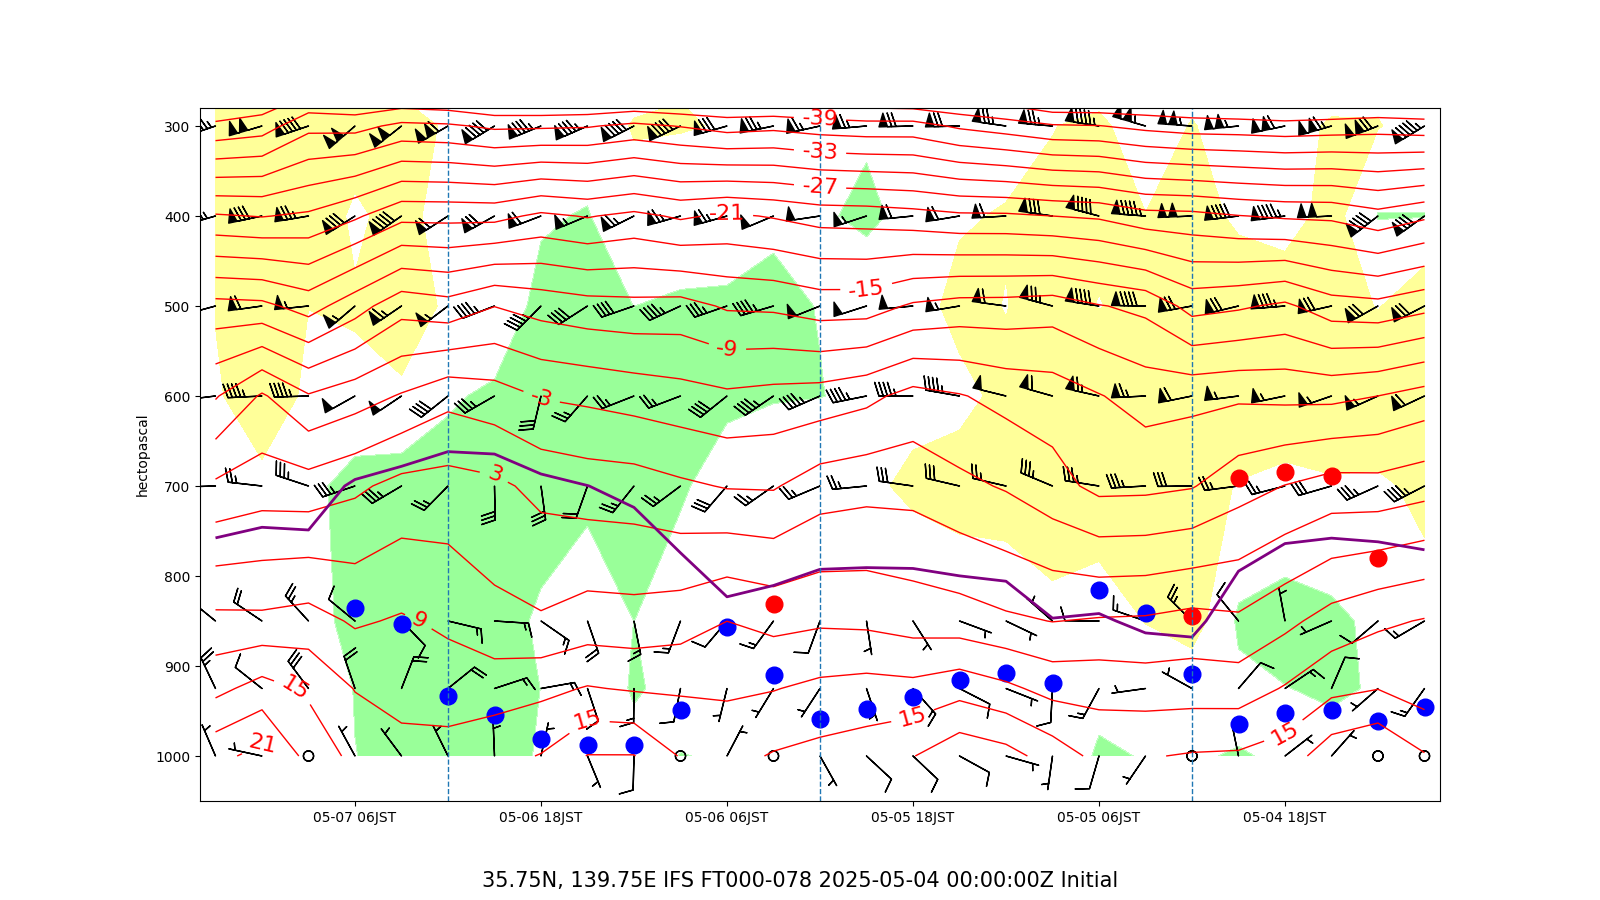 300
400
500
600
700
800
900
1000
hectopascal
-39
-33
-27
-21
-15
-9
-3
3
9
15
21
15
15
15
05-07 06JST
05-06 18JST
05-06 06JST
05-05 18JST
05-05 06JST
05-04 18JST
35.75N, 139.75E IFS FT000-078 2025-05-04 00:00:00Z Initial